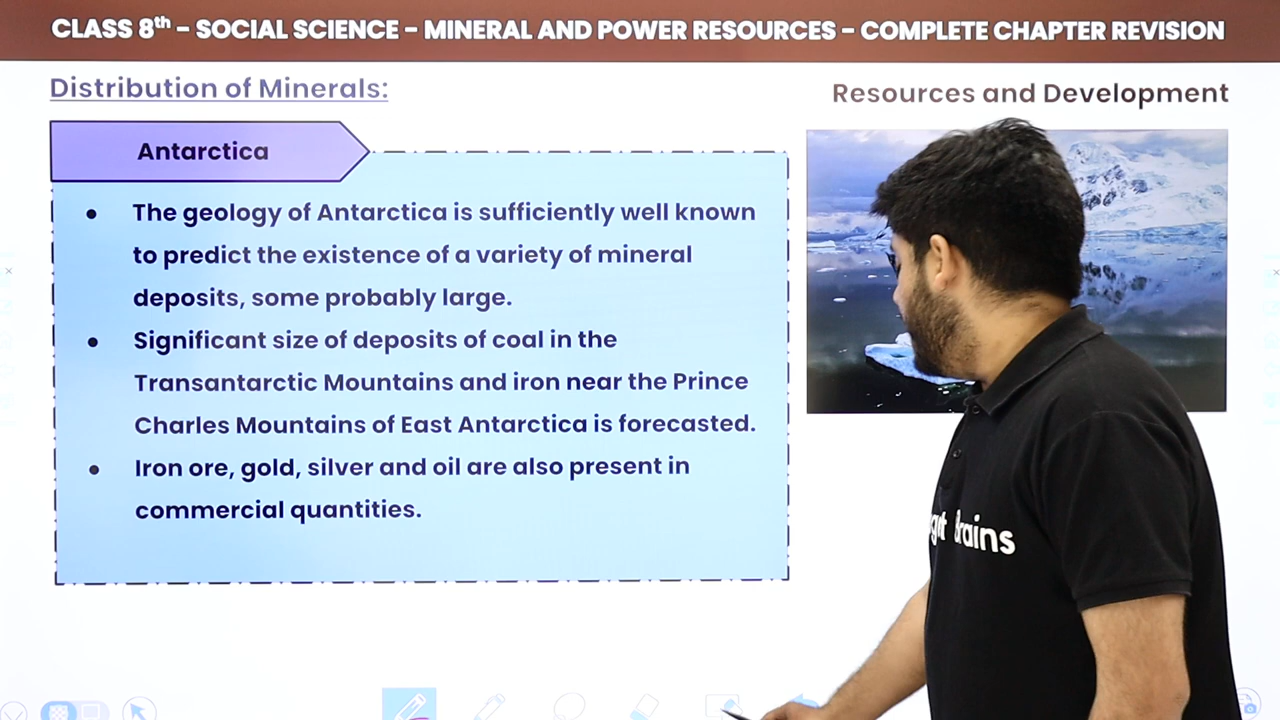 CLASS 8th – SOCIAL SCIENCE – MINERAL AND POWER RESOURCES – COMPLETE CHAPTER REVISION
Distribution of Minerals:
Resources and Development
Antarctica
• The geology of Antarctica is sufficiently well known
to predict the existence of a variety of mineral
deposits, some probably large.
• Significant size of deposits of coal in the
Transantarctic Mountains and iron near the Prince
Charles Mountains of East Antarctica is forecasted.
• Iron ore, gold, silver and oil are also present in
commercial quantities.